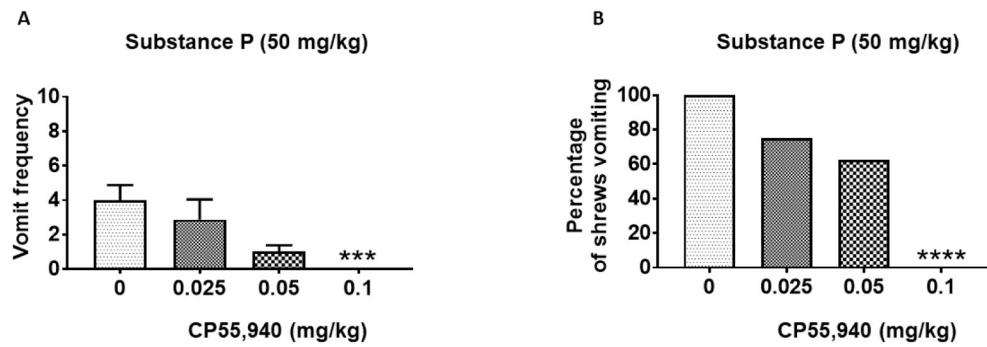 A
Substance P (50 mg/kg)
Vomit frequency
10
8
6
4
2
0
***
0 0.025 0.05 0.1
CP55,940 (mg/kg)
B
Substance P (50 mg/kg)
Percentage
of shrews vomiting
100
80
60
40
20
0
****
0 0.025 0.05 0.1
CP55,940 (mg/kg)